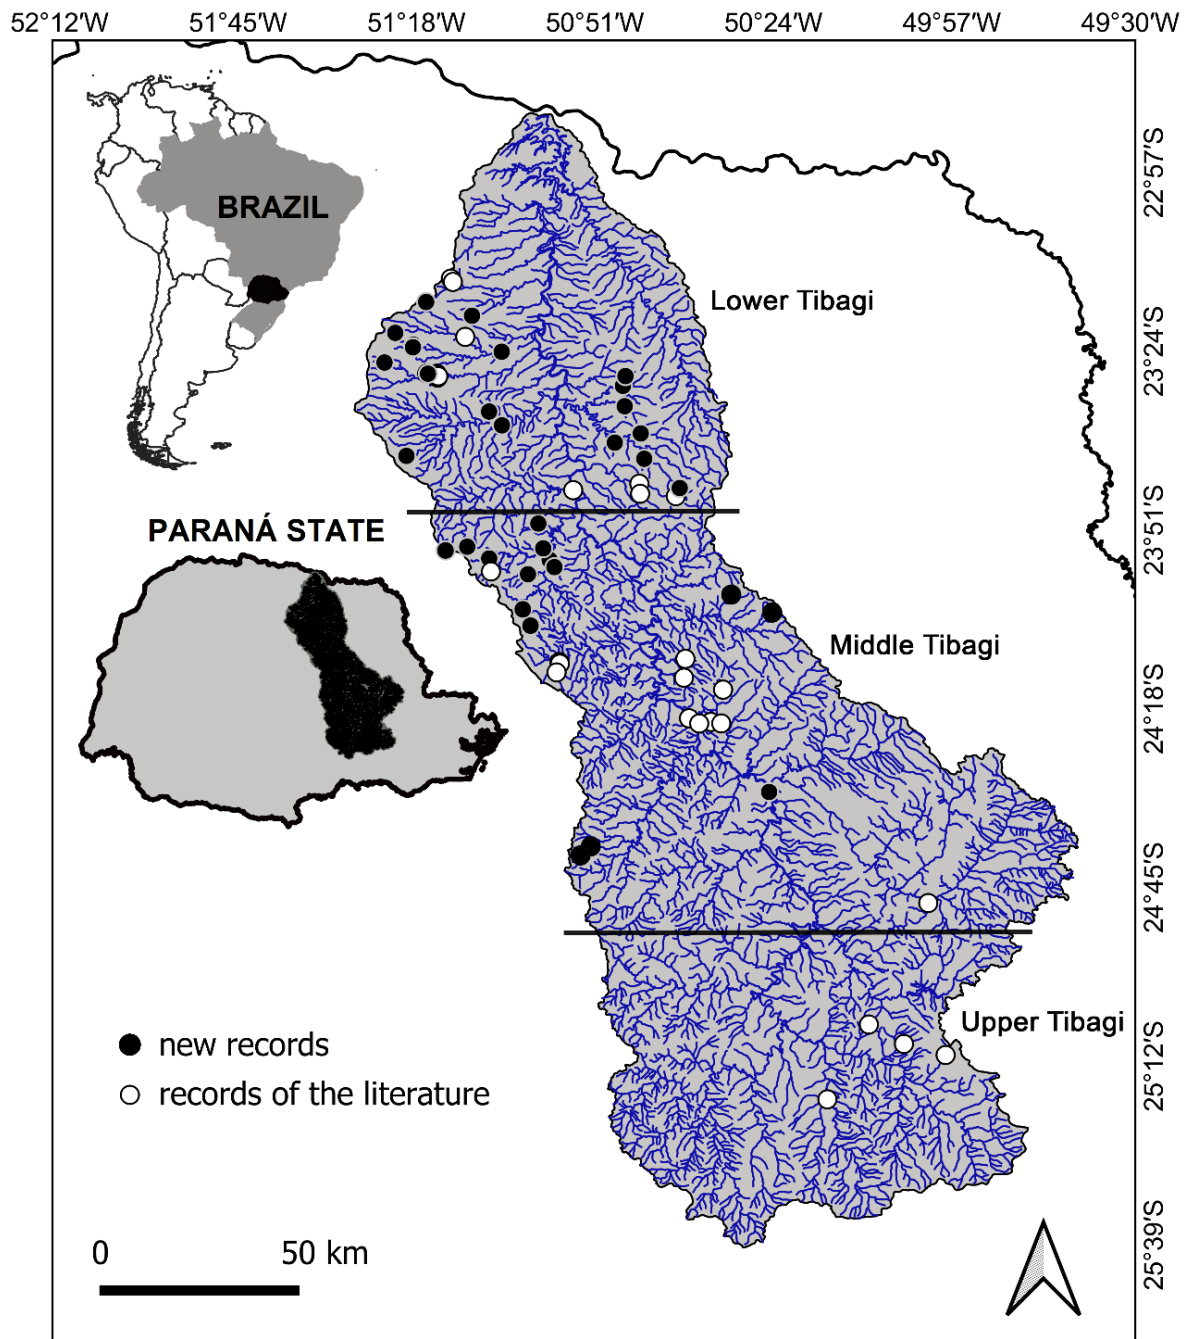 52°12'W 51°45'W 51°18'W 50°51'W 50°24'W 49°57'W 49°30'W
22°57'S
BRAZIL
Lower Tibagi
23°24'S
PARANÁ STATE
23°51'S
Middle Tibagi
24°18'S
24°45'S
Upper Tibagi
new records
25°12'S
records of the literature
25°39'S
0 50 km